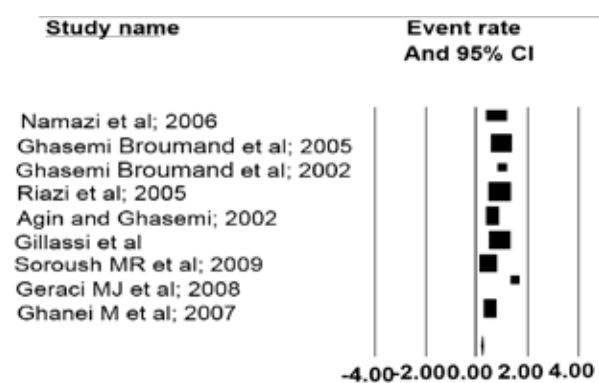 Study name
Event rate
And 95% CI
Namazi et al; 2006
Ghasemi Broumand et al; 2005
Ghasemi Broumand et al; 2002
Riazi et al; 2005
Agin and Ghasemi; 2002
Gillassi et al
Soroush MR et al; 2009
Geraci MJ et al; 2008
Ghanei M et al; 2007
-4.00 -2.000 0.00 2.00 4.00